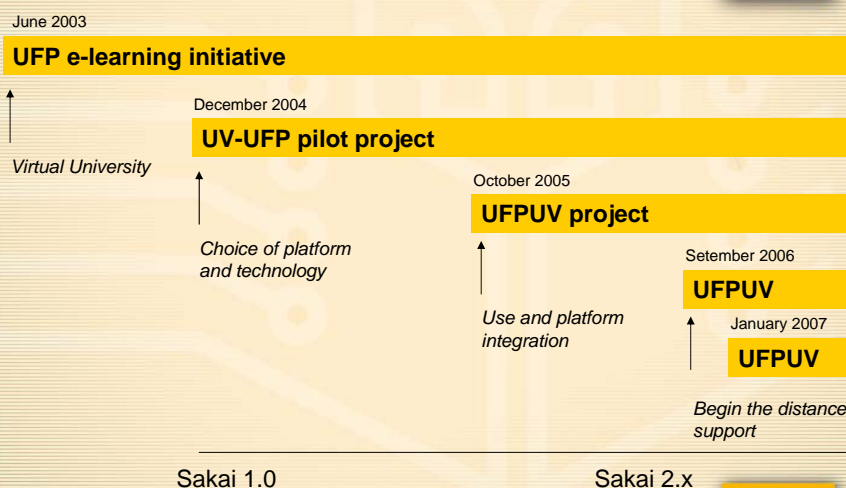 June 2003
UFP e-learning initiative
December 2004
UV-UFP pilot project
Virtual University
October 2005
UFPUV project
Choice of platform
and technology
Setember 2006
UFPUV
Use and platform
integration
January 2007
UFPUV
Begin the distance
support
Sakai 1.0
Sakai 2.x